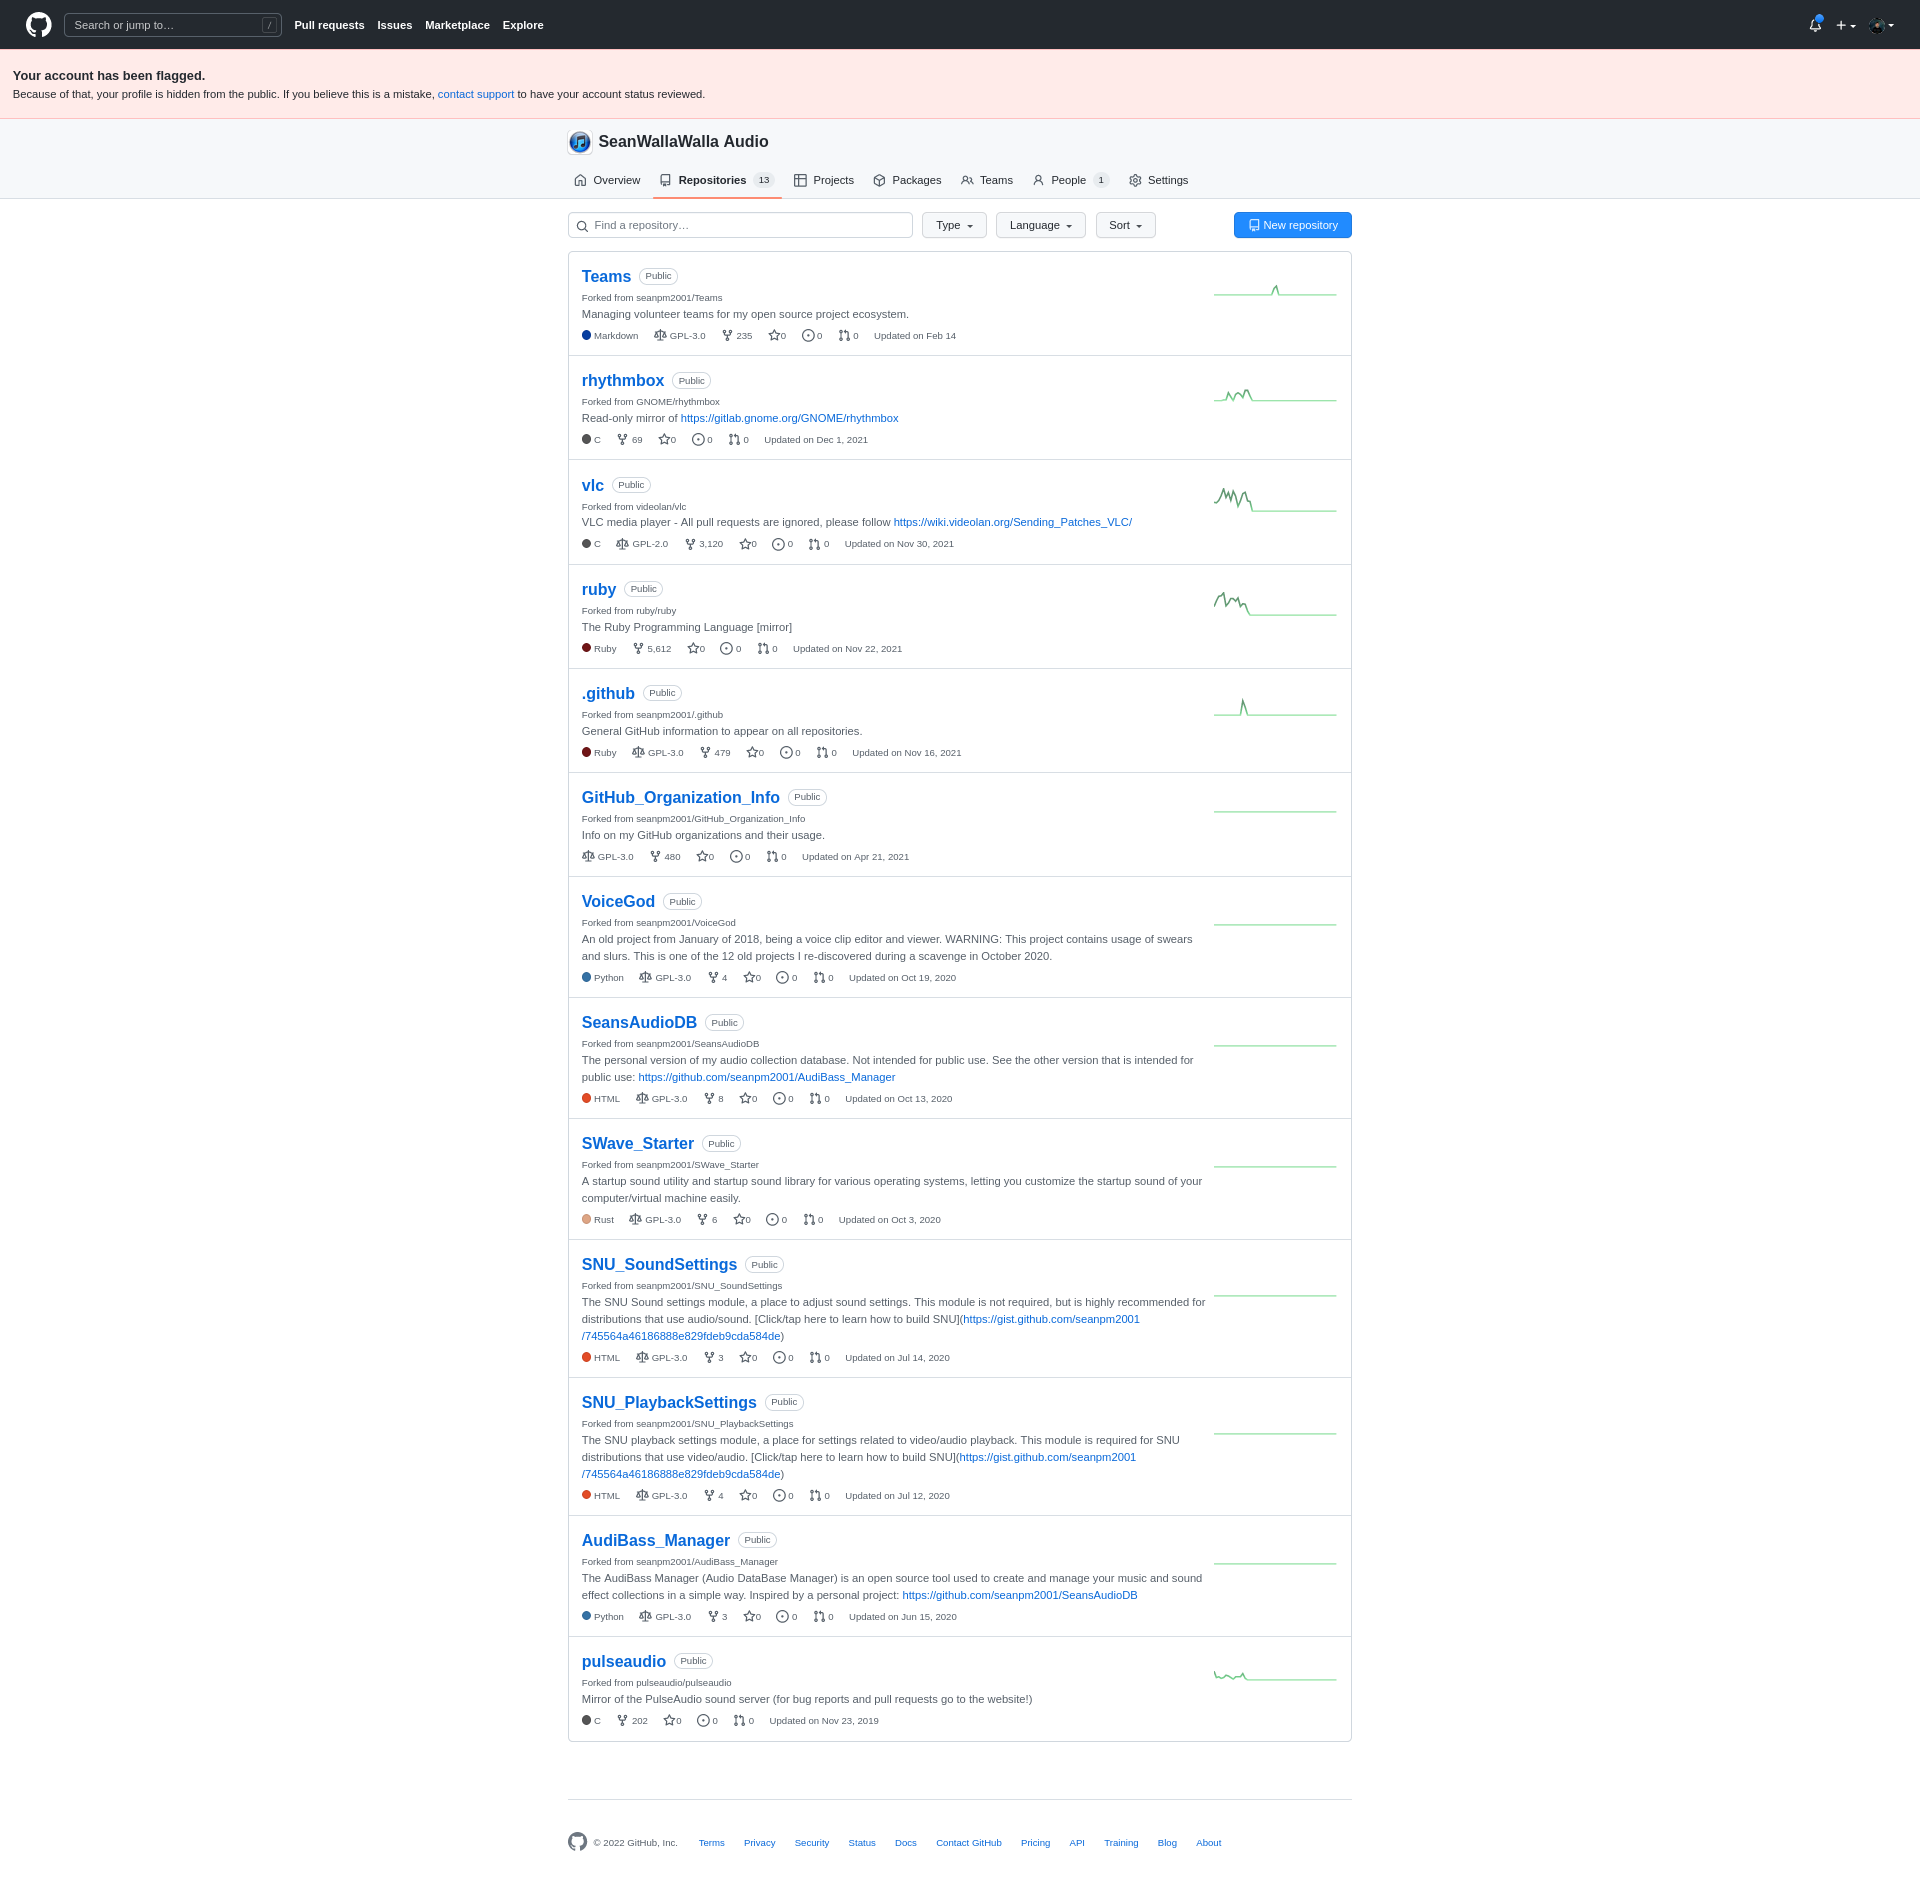 Search or jump to… / Pull requests Issues Marketplace Explore
Your account has been flagged.
Because of that, your profile is hidden from the public. If you believe this is a mistake, contact support to have your account status reviewed.
SeanWallaWalla Audio
Overview Repositories 13 Projects Packages Teams People 1 Settings
Find a repository… Type Language Sort New repository
Teams Public
Forked from seanpm2001/Teams
Managing volunteer teams for my open source project ecosystem.
Markdown GPL-3.0 235 0 0 0 Updated on Feb 14
rhythmbox Public
Forked from GNOME/rhythmbox
Read-only mirror of https://gitlab.gnome.org/GNOME/rhythmbox
C 69 0 0 0 Updated on Dec 1, 2021
vlc Public
Forked from videolan/vlc
VLC media player - All pull requests are ignored, please follow https://wiki.videolan.org/Sending_Patches_VLC/
C GPL-2.0 3,120 0 0 0 Updated on Nov 30, 2021
ruby Public
Forked from ruby/ruby
The Ruby Programming Language [mirror]
Ruby 5,612 0 0 0 Updated on Nov 22, 2021
.github Public
Forked from seanpm2001/.github
General GitHub information to appear on all repositories.
Ruby GPL-3.0 479 0 0 0 Updated on Nov 16, 2021
GitHub_Organization_Info Public
Forked from seanpm2001/GitHub_Organization_Info
Info on my GitHub organizations and their usage.
GPL-3.0 480 0 0 0 Updated on Apr 21, 2021
VoiceGod Public
Forked from seanpm2001/VoiceGod
An old project from January of 2018, being a voice clip editor and viewer. WARNING: This project contains usage of swears
and slurs. This is one of the 12 old projects I re-discovered during a scavenge in October 2020.
Python GPL-3.0 4 0 0 0 Updated on Oct 19, 2020
SeansAudioDB Public
Forked from seanpm2001/SeansAudioDB
The personal version of my audio collection database. Not intended for public use. See the other version that is intended for
public use: https://github.com/seanpm2001/AudiBass_Manager
HTML GPL-3.0 8 0 0 0 Updated on Oct 13, 2020
SWave_Starter Public
Forked from seanpm2001/SWave_Starter
A startup sound utility and startup sound library for various operating systems, letting you customize the startup sound of your
computer/virtual machine easily.
Rust GPL-3.0 6 0 0 0 Updated on Oct 3, 2020
SNU_SoundSettings Public
Forked from seanpm2001/SNU_SoundSettings
The SNU Sound settings module, a place to adjust sound settings. This module is not required, but is highly recommended for
distributions that use audio/sound. [Click/tap here to learn how to build SNU](https://gist.github.com/seanpm2001
/745564a46186888e829fdeb9cda584de)
HTML GPL-3.0 3 0 0 0 Updated on Jul 14, 2020
SNU_PlaybackSettings Public
Forked from seanpm2001/SNU_PlaybackSettings
The SNU playback settings module, a place for settings related to video/audio playback. This module is required for SNU
distributions that use video/audio. [Click/tap here to learn how to build SNU](https://gist.github.com/seanpm2001
/745564a46186888e829fdeb9cda584de)
HTML GPL-3.0 4 0 0 0 Updated on Jul 12, 2020
AudiBass_Manager Public
Forked from seanpm2001/AudiBass_Manager
The AudiBass Manager (Audio DataBase Manager) is an open source tool used to create and manage your music and sound
effect collections in a simple way. Inspired by a personal project: https://github.com/seanpm2001/SeansAudioDB
Python GPL-3.0 3 0 0 0 Updated on Jun 15, 2020
pulseaudio Public
Forked from pulseaudio/pulseaudio
Mirror of the PulseAudio sound server (for bug reports and pull requests go to the website!)
C 202 0 0 0 Updated on Nov 23, 2019
© 2022 GitHub, Inc. Terms Privacy Security Status Docs Contact GitHub Pricing API Training Blog About